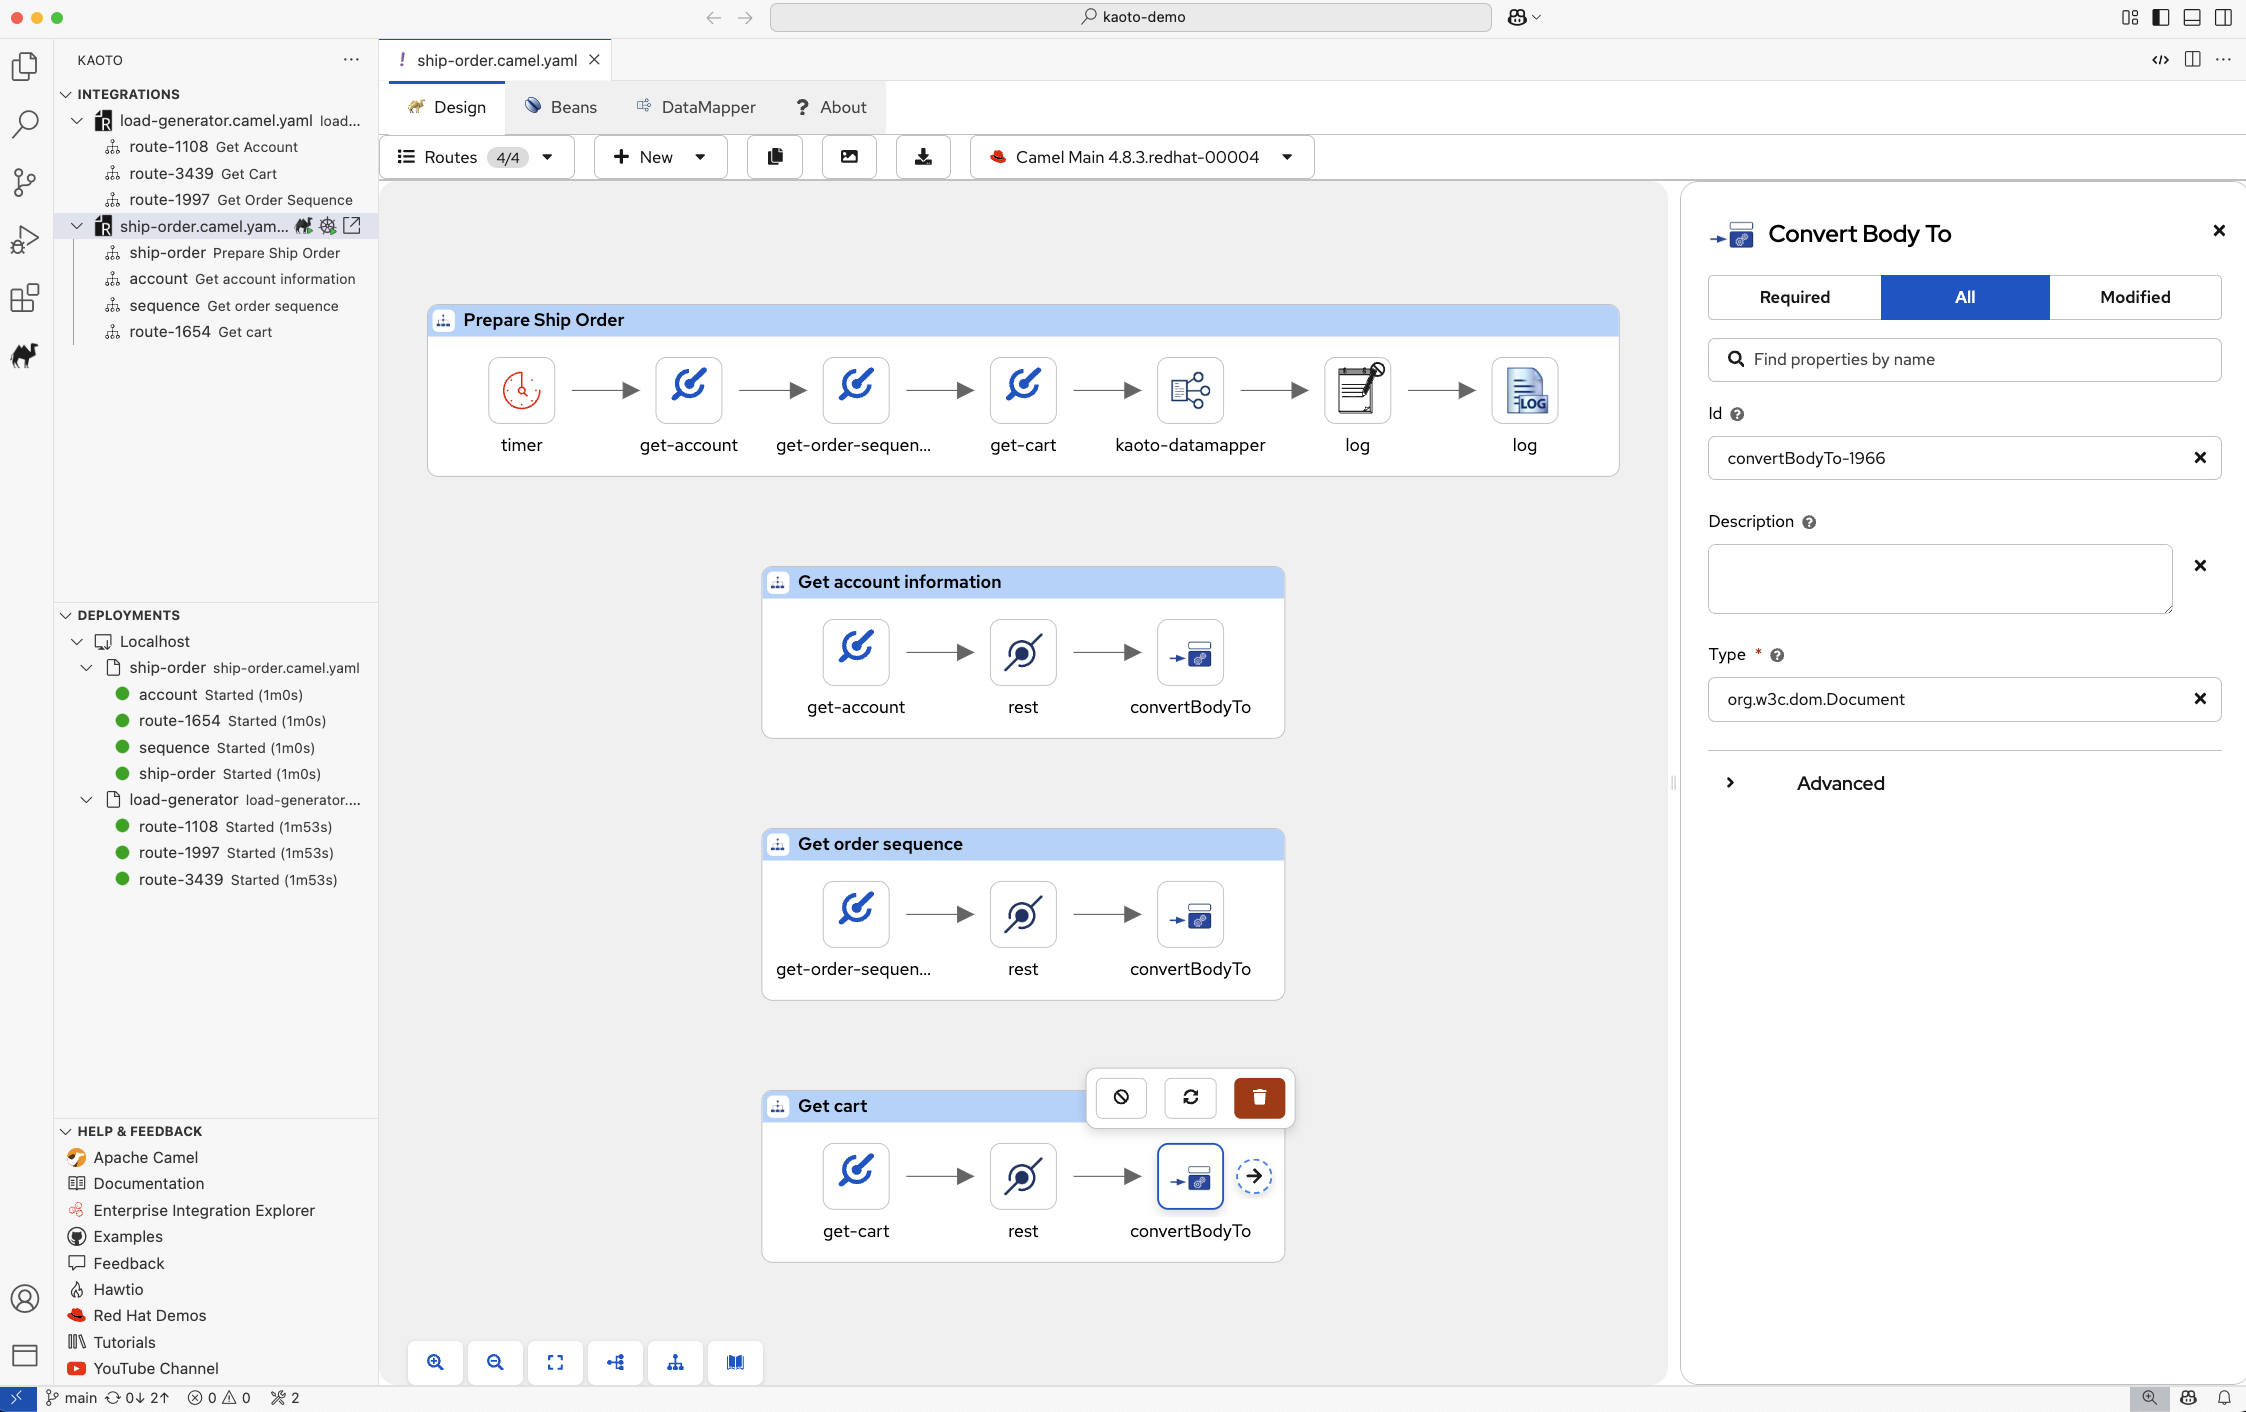 kaoto-demo
KAOTO
INTEGRATIONS
load-generator.camel.yaml load...
route-1108 Get Account
route-3439 Get Cart
route-1997 Get Order Sequence
ship-order.camel.yam...
ship-order Prepare Ship Order
account Get account information
sequence Get order sequence
route-1654 Get cart
DEPLOYMENTS
Localhost
ship-order ship-order.camel.yaml
account Started (1m0s)
route-1654 Started (1m0s)
sequence Started (1m0s)
ship-order Started (1m0s)
load-generator load-generator....
route-1108 Started (1m53s)
route-1997 Started (1m53s)
route-3439 Started (1m53s)
HELP & FEEDBACK
Apache Camel
Documentation
Enterprise Integration Explorer
Examples
Feedback
Hawtio
Red Hat Demos
Tutorials
YouTube Channel
! ship-order.camel.yaml
Design Beans DataMapper ? About
Routes 4/4 New Camel Main 4.8.3.redhat-00004
Prepare Ship Order
LOG
timer get-account get-order-sequen... get-cart kaoto-datamapper log log
Get account information
get-account rest convertBodyTo
Get order sequence
get-order-sequen... rest convertBodyTo
Get cart
get-cart rest convertBodyTo
Convert Body To
Required All Modified
Find properties by name
Id
convertBodyTo-1966
Description
Type *
org.w3c.dom.Document
Advanced
main 0↓ 2↑ 0 0 2